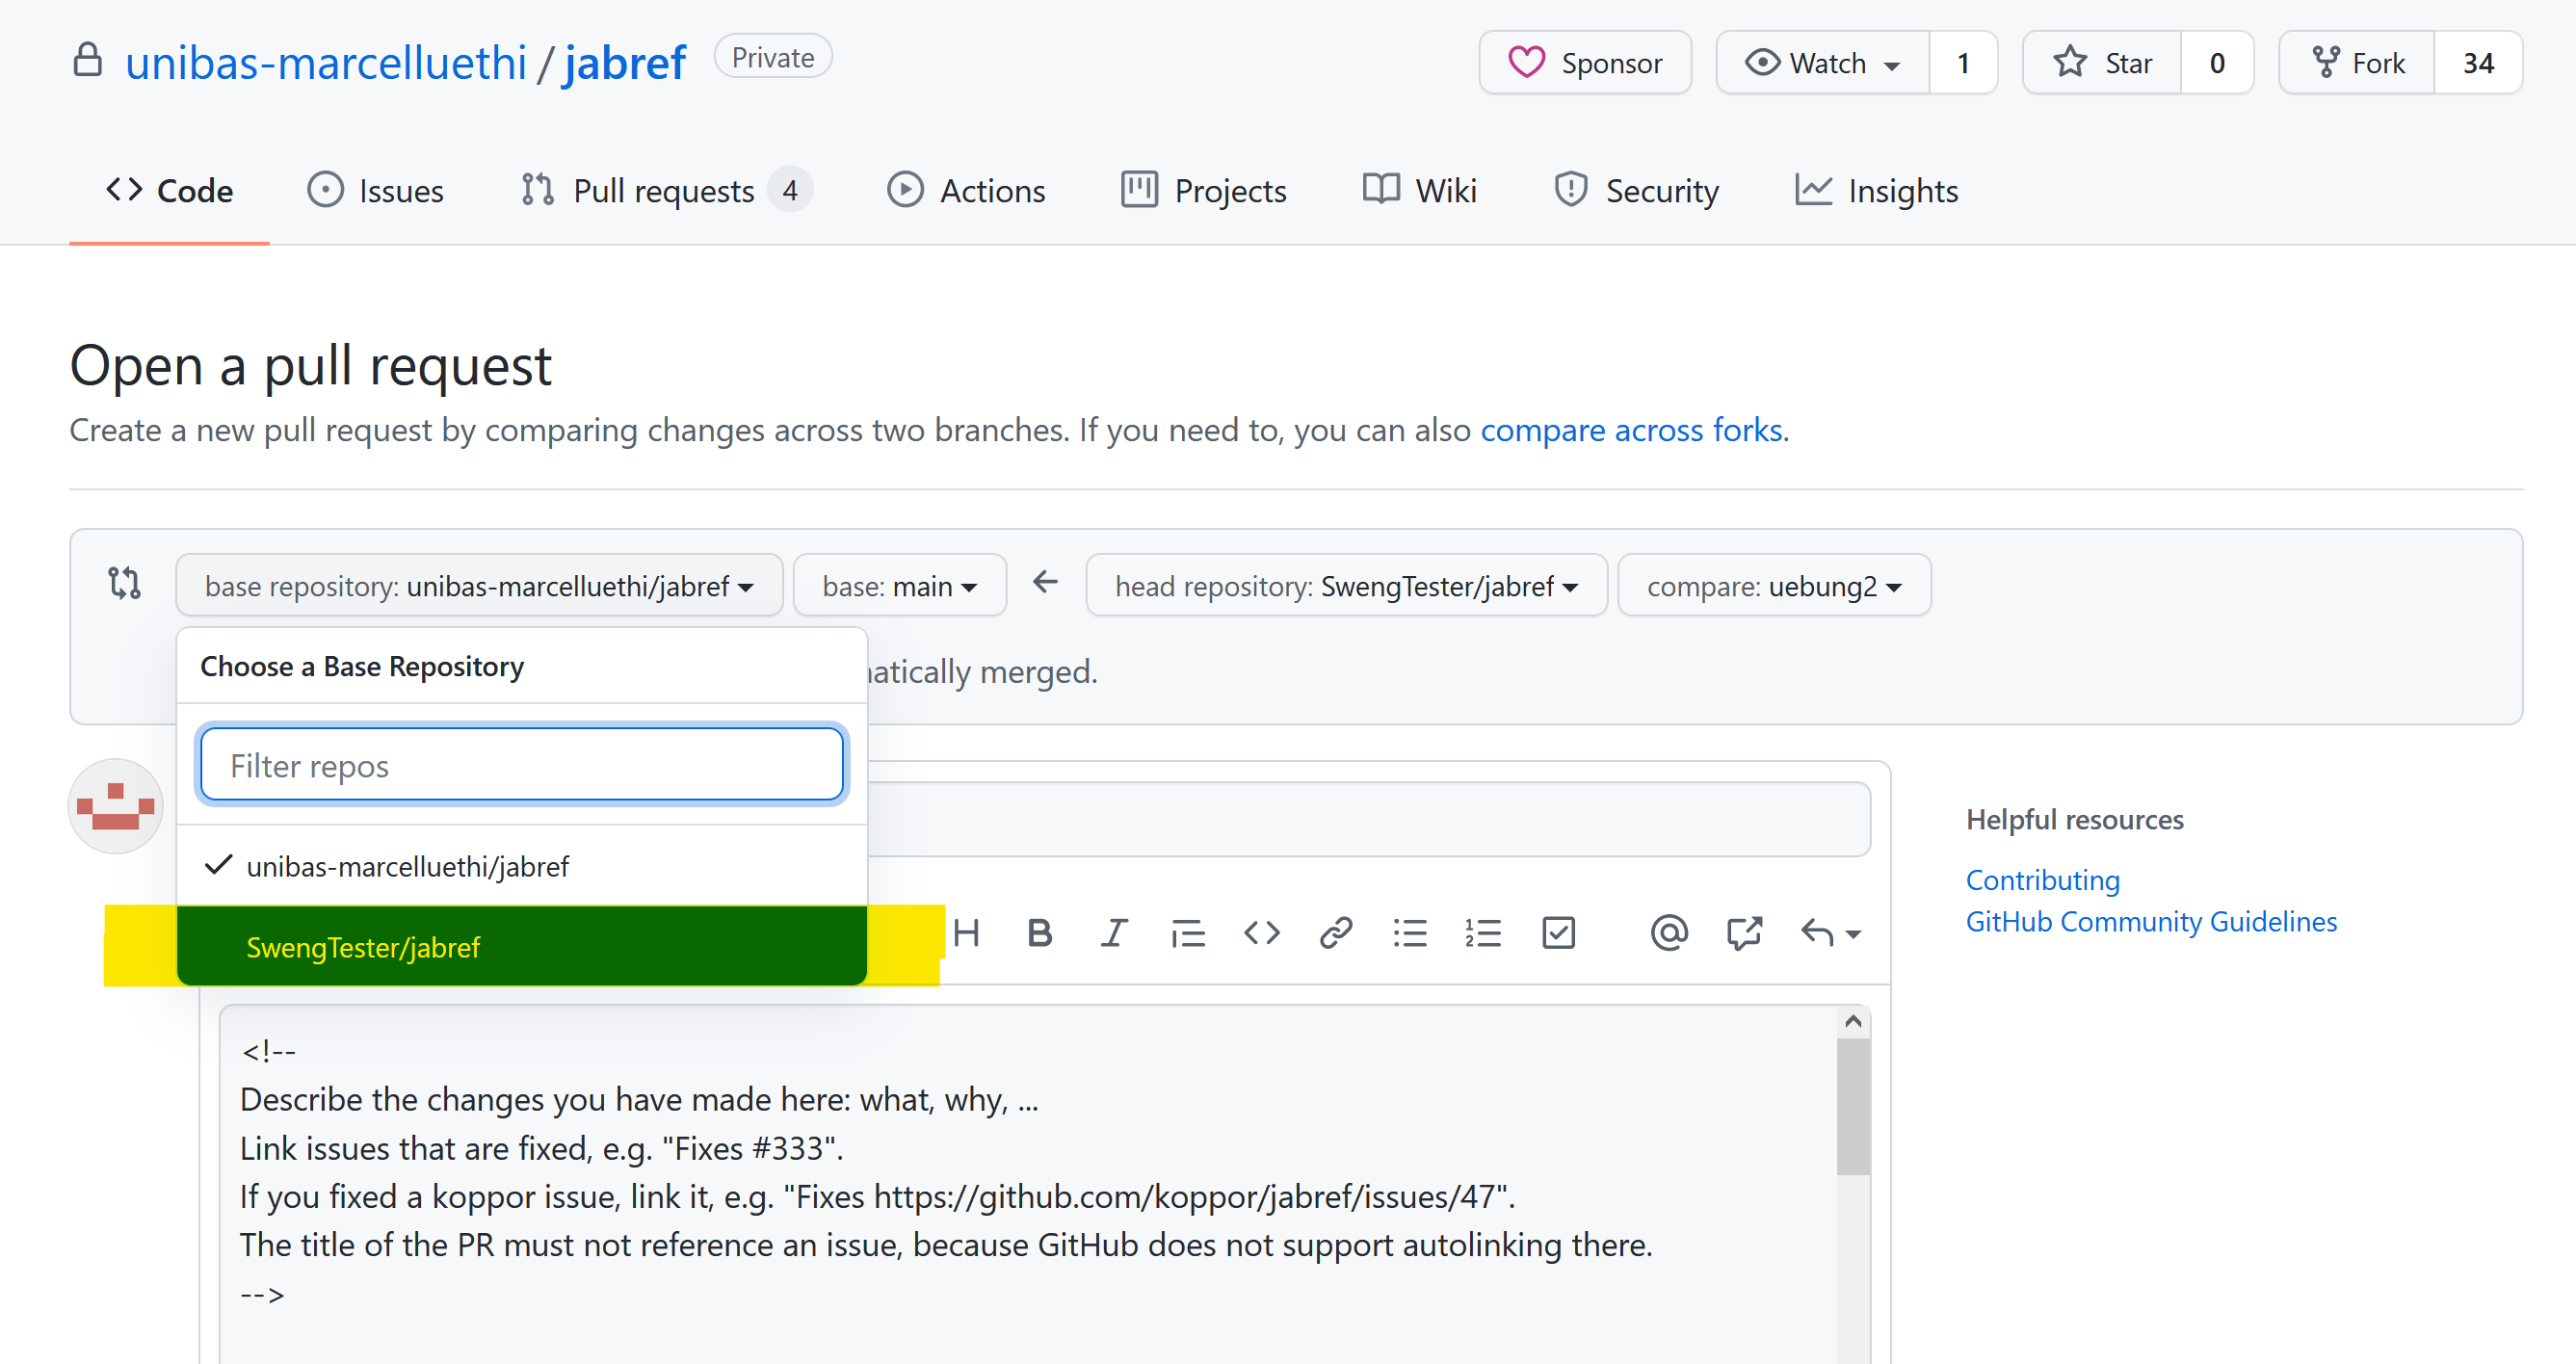 unibas-marcelluethi / jabref Private Sponsor Watch 1 Star 0 Fork 34
Code Issues Pull requests 4 Actions Projects Wiki Security Insights
Open a pull request
Create a new pull request by comparing changes across two branches. If you need to, you can also compare across forks.
base repository: unibas-marcelluethi/jabref base: main head repository: SwengTester/jabref compare: uebung2
Choose a Base Repository
atically merged.
Filter repos
unibas-marcelluethi/jabref
SwengTester/jabref
H B I
Helpful resources
Contributing
GitHub Community Guidelines
<!--
Describe the changes you have made here: what, why, ...
Link issues that are fixed, e.g. "Fixes #333".
If you fixed a koppor issue, link it, e.g. "Fixes https://github.com/koppor/jabref/issues/47".
The title of the PR must not reference an issue, because GitHub does not support autolinking there.
-->